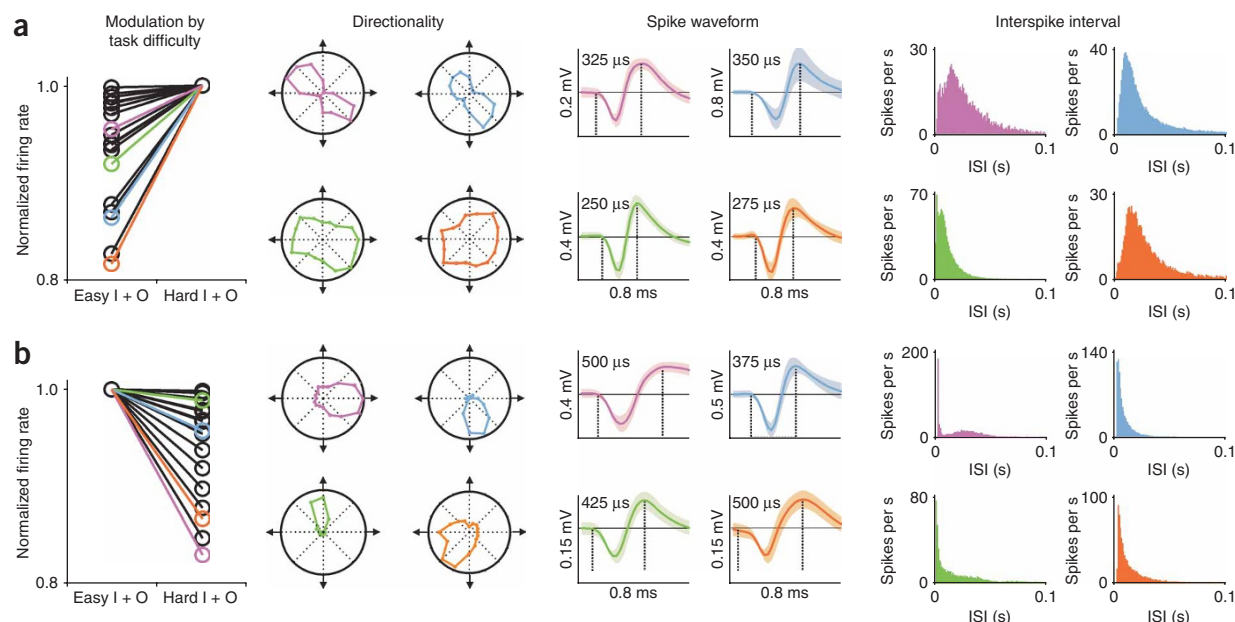 a
Modulation by
task difficulty
Directionality
Spike waveform
Interspike interval
Normalized firing rate
1.0
0.8
Easy I + O
Hard I + O
325 μs
0.2 mV
350 μs
0.8 mV
250 μs
0.4 mV
0.8 ms
275 μs
0.4 mV
0.8 ms
Spikes per s
30
0
0
0.1
ISI (s)
Spikes per s
40
0
0
0.1
ISI (s)
Spikes per s
70
0
0
0.1
ISI (s)
Spikes per s
30
0
0
0.1
ISI (s)
b
Normalized firing rate
1.0
0.8
Easy I + O
Hard I + O
500 μs
0.4 mV
375 μs
0.5 mV
425 μs
0.15 mV
0.8 ms
500 μs
0.15 mV
0.8 ms
Spikes per s
200
0
0
0.1
ISI (s)
Spikes per s
140
0
0
0.1
ISI (s)
Spikes per s
80
0
0
0.1
ISI (s)
Spikes per s
100
0
0
0.1
ISI (s)